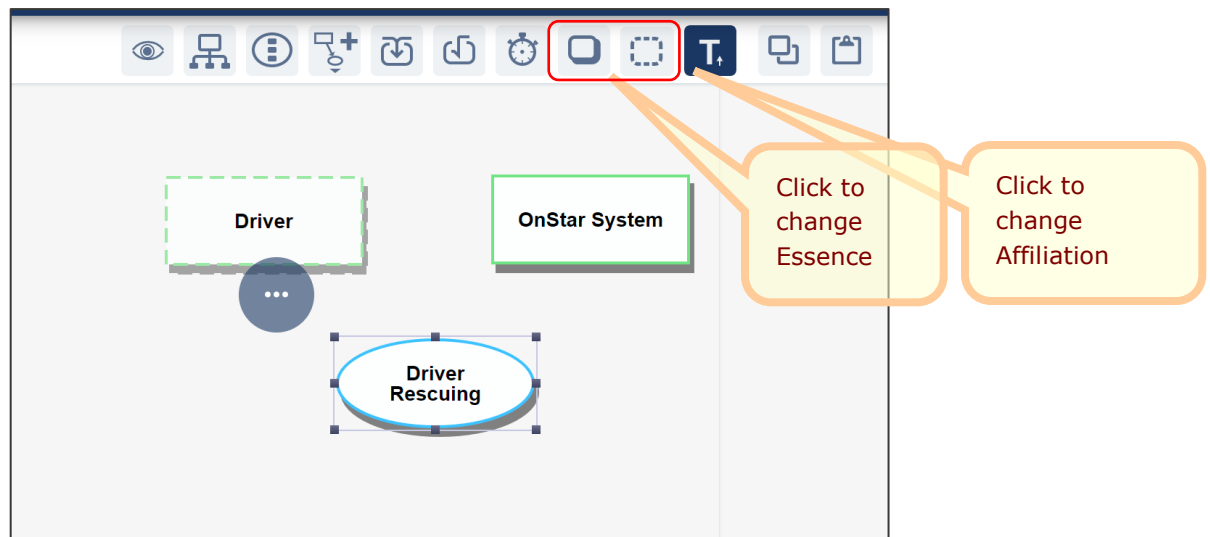 T
Driver
OnStar System
Click to
change
Essence
Click to
change
Affiliation
Driver
Rescuing